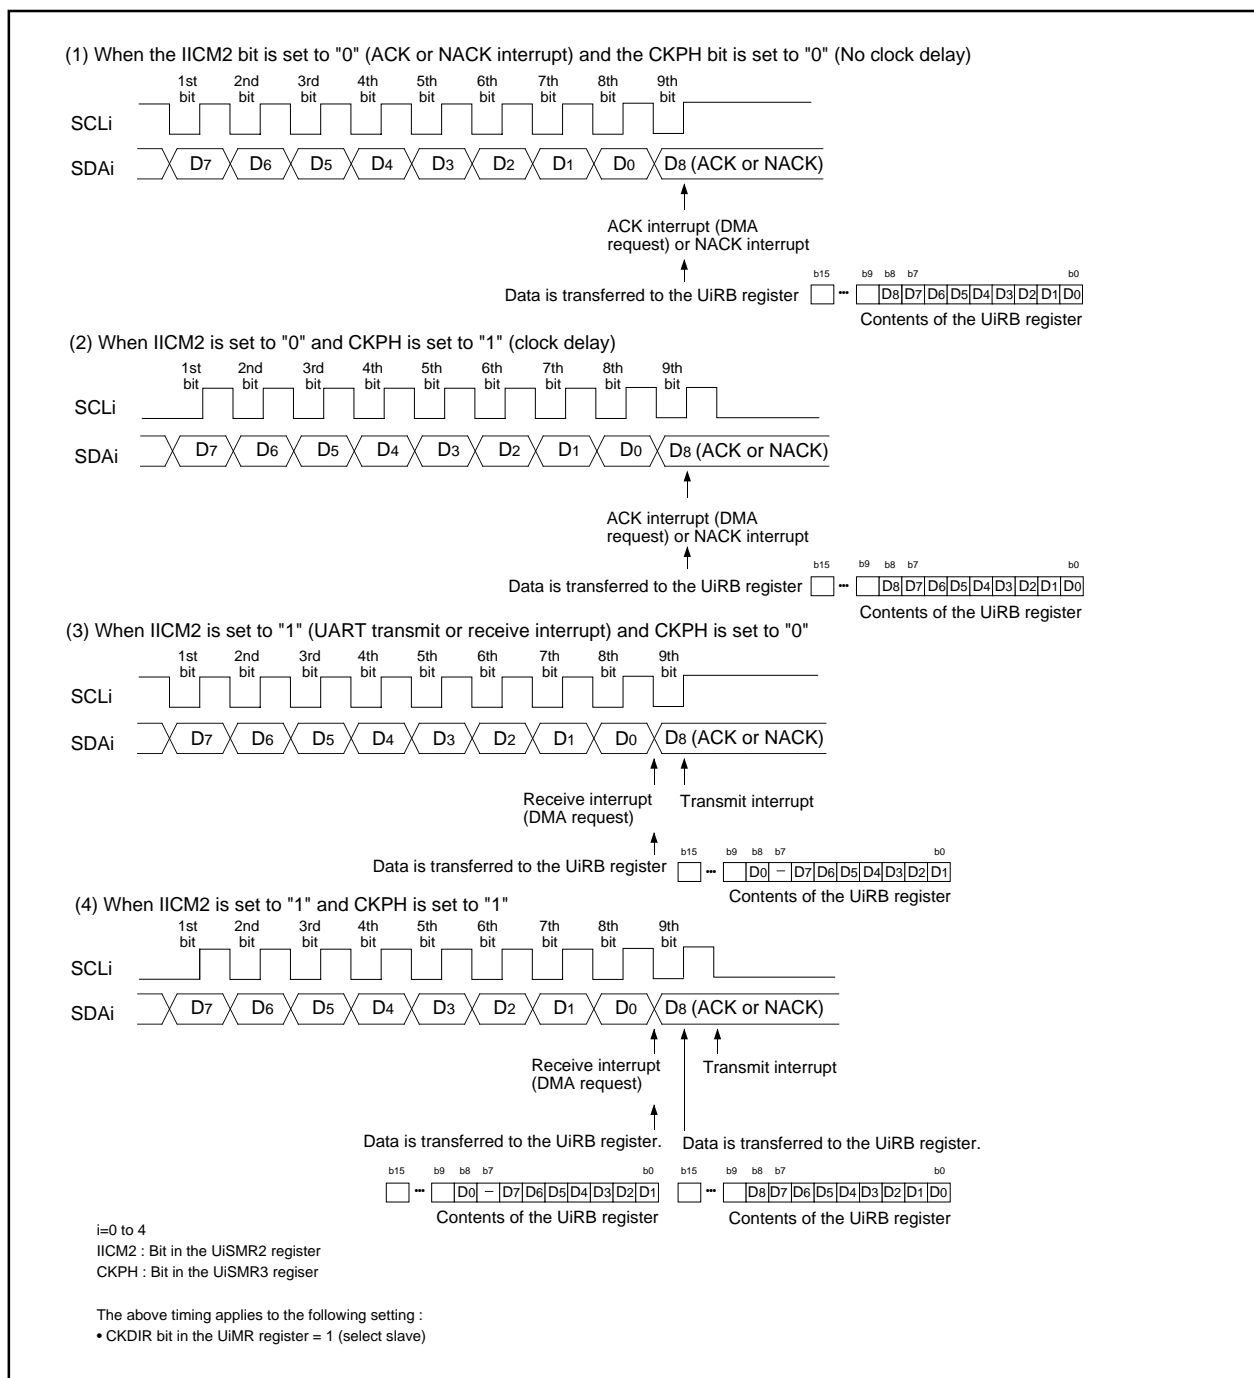 (1) When the IICM2 bit is set to "0" (ACK or NACK interrupt) and the CKPH bit is set to "0" (No clock delay)
1st bit 2nd bit 3rd bit 4th bit 5th bit 6th bit 7th bit 8th bit 9th bit
SCLi
SDAi D7 D6 D5 D4 D3 D2 D1 D0 D8 (ACK or NACK)
ACK interrupt (DMA
request) or NACK interrupt
b15 b9 b8 b7 b0
Data is transferred to the UiRB register ••• D8 D7 D6 D5 D4 D3 D2 D1 D0
Contents of the UiRB register
(2) When IICM2 is set to "0" and CKPH is set to "1" (clock delay)
1st bit 2nd bit 3rd bit 4th bit 5th bit 6th bit 7th bit 8th bit 9th bit
SCLi
SDAi D7 D6 D5 D4 D3 D2 D1 D0 D8 (ACK or NACK)
ACK interrupt (DMA
request) or NACK interrupt
b15 b9 b8 b7 b0
Data is transferred to the UiRB register ••• D8 D7 D6 D5 D4 D3 D2 D1 D0
Contents of the UiRB register
(3) When IICM2 is set to "1" (UART transmit or receive interrupt) and CKPH is set to "0"
1st bit 2nd bit 3rd bit 4th bit 5th bit 6th bit 7th bit 8th bit 9th bit
SCLi
SDAi D7 D6 D5 D4 D3 D2 D1 D0 D8 (ACK or NACK)
Receive interrupt Transmit interrupt
(DMA request)
b15 b9 b8 b7 b0
Data is transferred to the UiRB register ••• D0 – D7 D6 D5 D4 D3 D2 D1
Contents of the UiRB register
(4) When IICM2 is set to "1" and CKPH is set to "1"
1st bit 2nd bit 3rd bit 4th bit 5th bit 6th bit 7th bit 8th bit 9th bit
SCLi
SDAi D7 D6 D5 D4 D3 D2 D1 D0 D8 (ACK or NACK)
Receive interrupt Transmit interrupt
(DMA request)
Data is transferred to the UiRB register. Data is transferred to the UiRB register.
b15 b9 b8 b7 b0 b15 b9 b8 b7 b0
••• D0 – D7 D6 D5 D4 D3 D2 D1 ••• D8 D7 D6 D5 D4 D3 D2 D1 D0
Contents of the UiRB register Contents of the UiRB register
i=0 to 4
IICM2 : Bit in the UiSMR2 register
CKPH : Bit in the UiSMR3 regiser
The above timing applies to the following setting :
• CKDIR bit in the UiMR register = 1 (select slave)